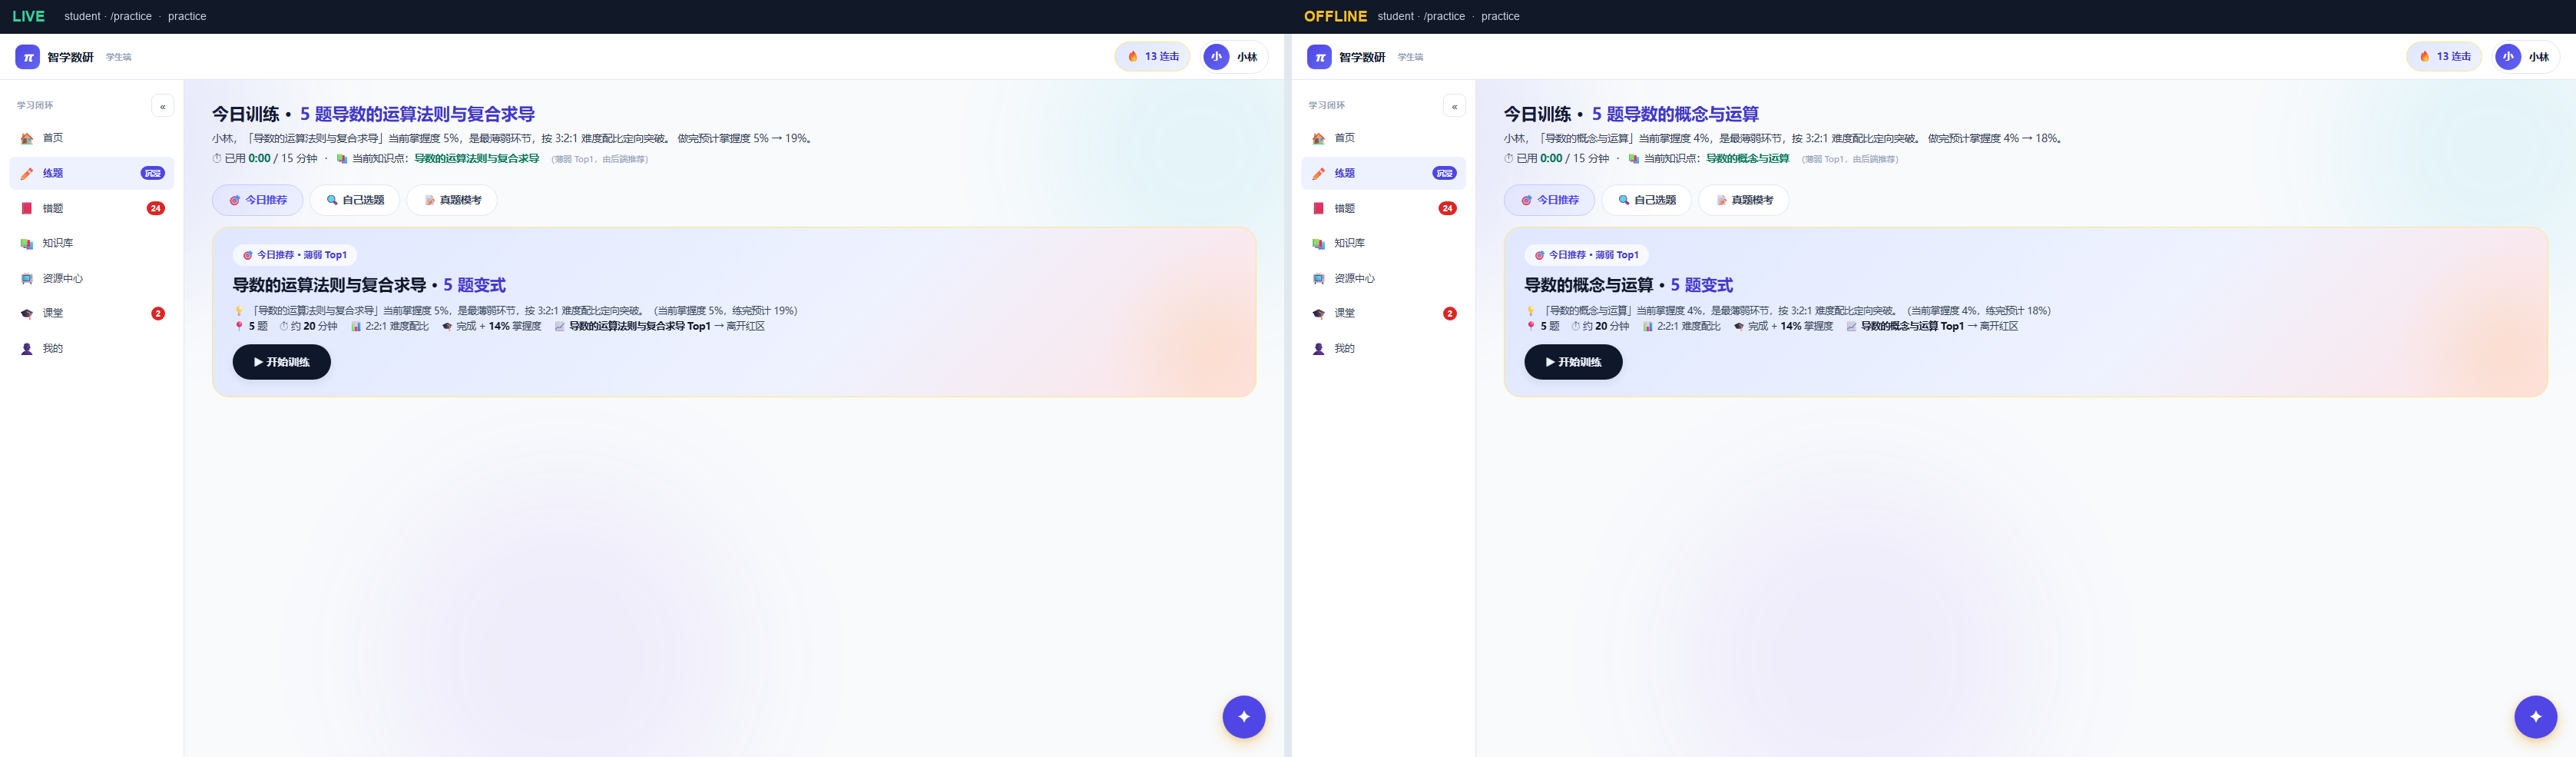 LIVE student · /practice · practice
π 智学数研 学生端
🔥 13 连击
小 小林
学习闭环 «
首页
练题 沉浸
错题 24
知识库
资源中心
课堂 2
我的
今日训练 • 5 题导数的运算法则与复合求导
小林，「导数的运算法则与复合求导」当前掌握度 5%，是最薄弱环节，按 3:2:1 难度配比定向突破。 做完预计掌握度 5% → 19%。
⏱ 已用 0:00 / 15 分钟 · 📚 当前知识点：导数的运算法则与复合求导 (薄弱 Top1，由后端推荐)
🎯 今日推荐 🔍 自己选题 📝 真题模考
🎯 今日推荐 • 薄弱 Top1
导数的运算法则与复合求导 • 5 题变式
💡 「导数的运算法则与复合求导」当前掌握度 5%，是最薄弱环节，按 3:2:1 难度配比定向突破。（当前掌握度 5%，练完预计 19%）
📍 5 题 ⏱ 约 20 分钟 📊 2:2:1 难度配比 🎓 完成 + 14% 掌握度 📈 导数的运算法则与复合求导 Top1 → 离开红区
▶ 开始训练
✦
OFFLINE student · /practice · practice
π 智学数研 学生端
🔥 13 连击
小 小林
学习闭环 «
首页
练题 沉浸
错题 24
知识库
资源中心
课堂 2
我的
今日训练 • 5 题导数的概念与运算
小林，「导数的概念与运算」当前掌握度 4%，是最薄弱环节，按 3:2:1 难度配比定向突破。 做完预计掌握度 4% → 18%。
⏱ 已用 0:00 / 15 分钟 · 📚 当前知识点：导数的概念与运算 (薄弱 Top1，由后端推荐)
🎯 今日推荐 🔍 自己选题 📝 真题模考
🎯 今日推荐 • 薄弱 Top1
导数的概念与运算 • 5 题变式
💡 「导数的概念与运算」当前掌握度 4%，是最薄弱环节，按 3:2:1 难度配比定向突破。（当前掌握度 4%，练完预计 18%）
📍 5 题 ⏱ 约 20 分钟 📊 2:2:1 难度配比 🎓 完成 + 14% 掌握度 📈 导数的概念与运算 Top1 → 离开红区
▶ 开始训练
✦